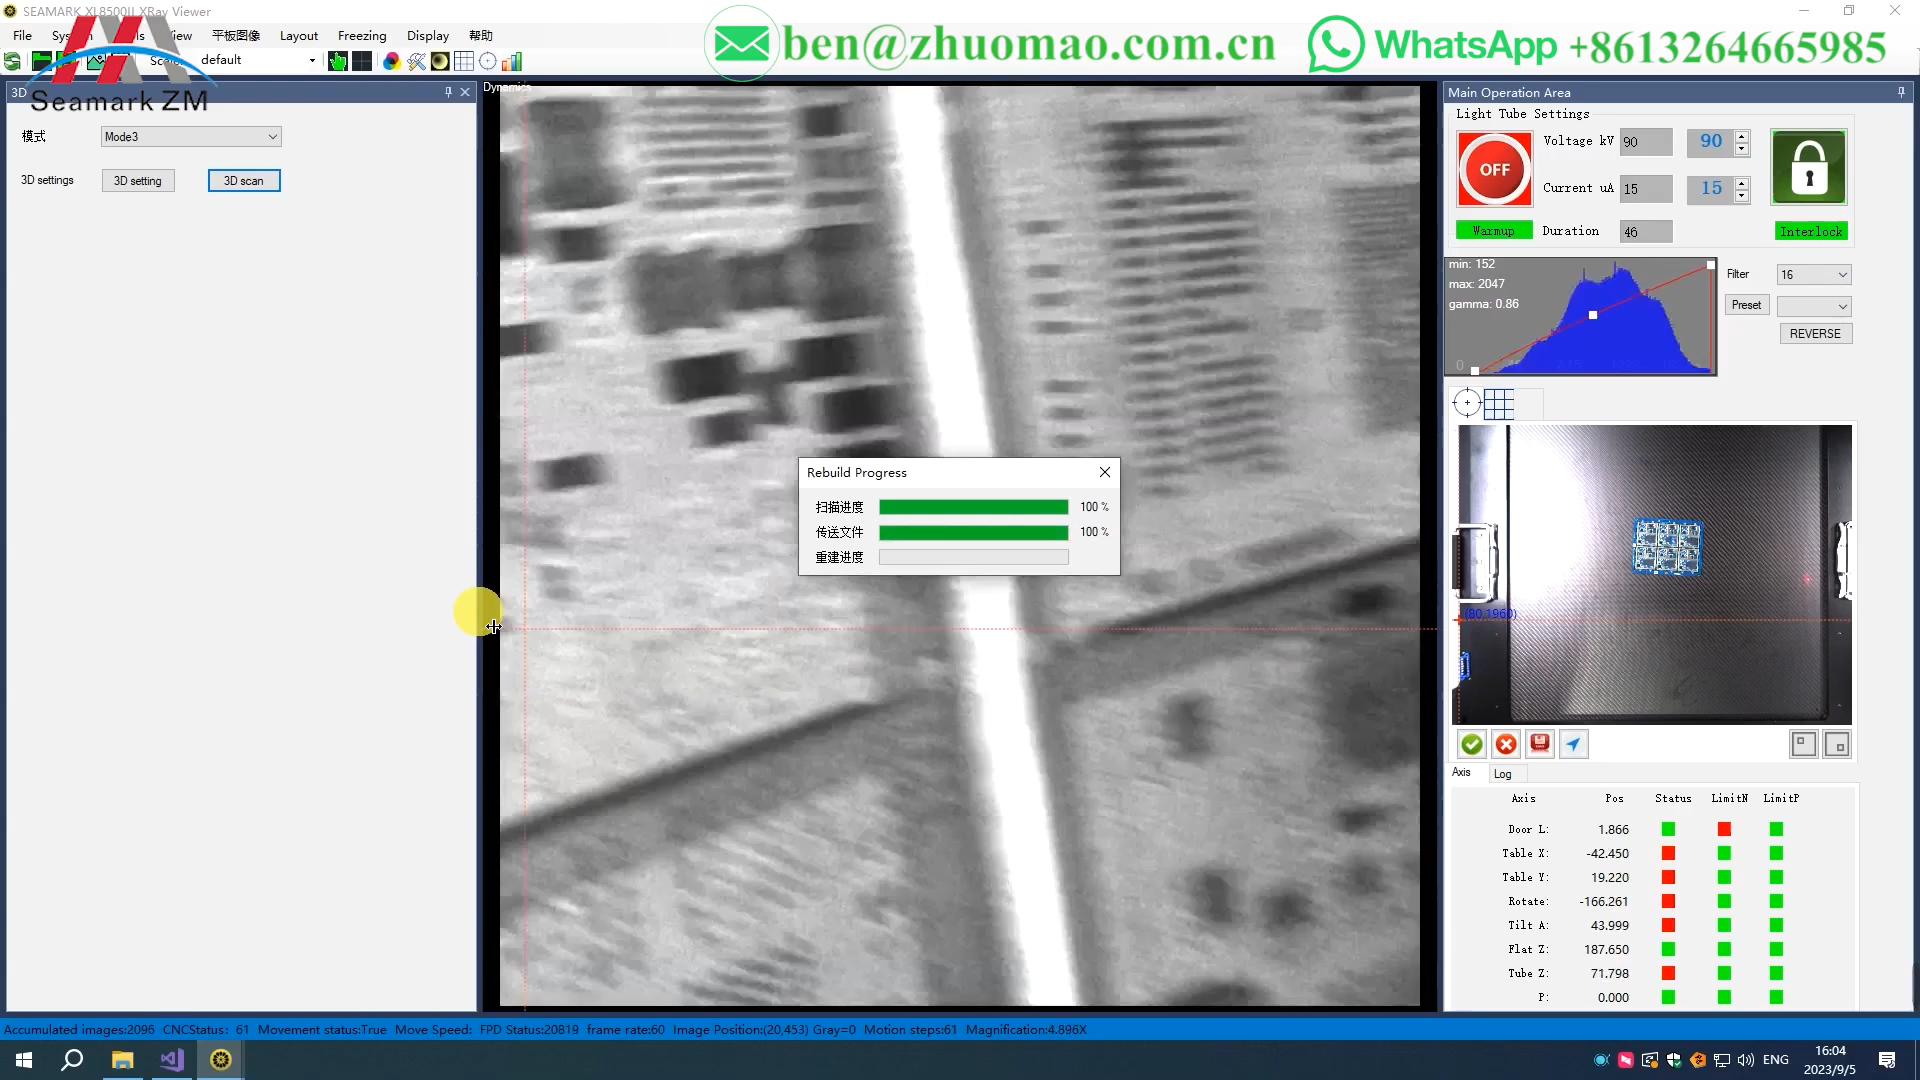 SEAMARK XL8500II XRay Viewer
ben@zhuomao.com.cn
WhatsApp +8613264665985
File
平板图像
Layout
Freezing
Display
帮助
default
Seamark ZM
3D
模式
Mode3
3D settings
3D setting
3D scan
Dynamics
Rebuild Progress
扫描进度
100 %
传送文件
100 %
重建进度
Main Operation Area
Light Tube Settings
OFF
Voltage kV
90
90
Current uA
15
15
Warmup
Duration
46
Interlock
min: 152
max: 2047
gamma: 0.86
0
Filter
16
Preset
REVERSE
(80.1960)
Axis
Log
Axis Pos Status LimitN LimitP
Door L: 1.866
Table X: -42.450
Table Y: 19.220
Rotate: -166.261
Tilt A: 43.999
Flat Z: 187.650
Tube Z: 71.798
P: 0.000
Accumulated images:2096 CNCStatus: 61 Movement status:True Move Speed: FPD Status:20819 frame rate:60 Image Position:(20,453) Gray=0 Motion steps:61 Magnification:4.896X
ENG
16:04
2023/9/5